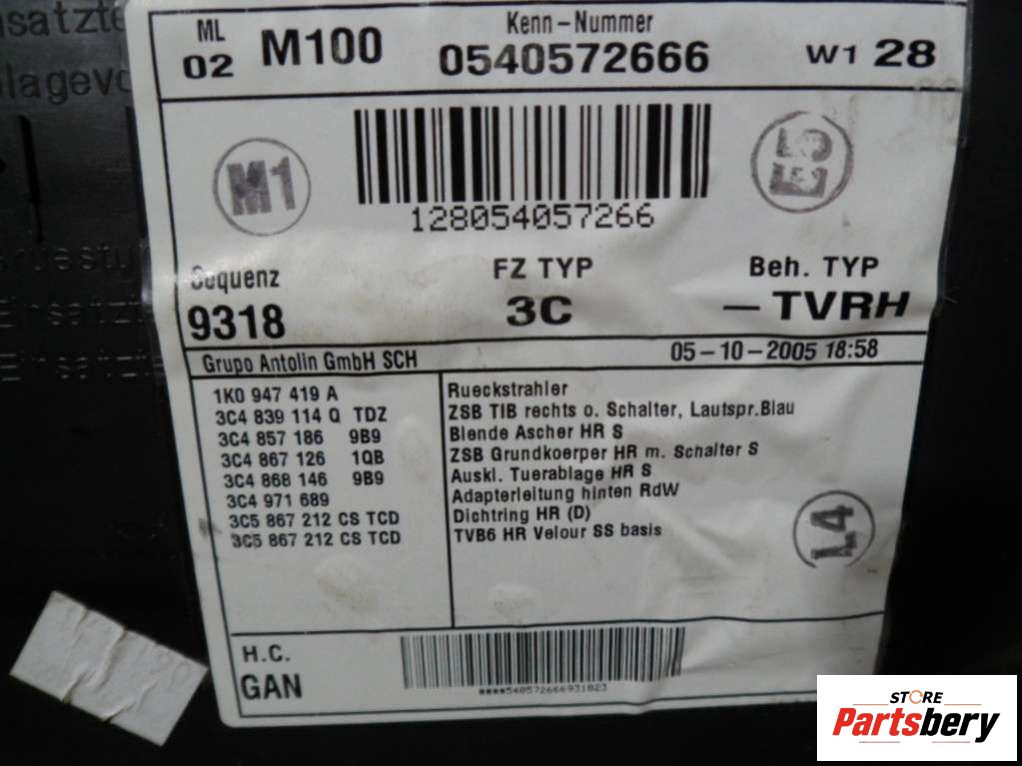 ML
02 M100
Kenn-Nummer
0540572666
W1 28
M1
128054057266
E5
Sequenz
9318
FZ TYP
3C
Beh. TYP
-TVRH
Grupo Antolin GmbH SCH
05-10-2005 18:58
1K0 947 419 A Rueckstrahler
3C4 839 114 Q TDZ ZSB TIB rechts o. Schalter, Lautspr.Blau
3C4 857 186 9B9 Blende Ascher HR S
3C4 867 126 1QB ZSB Grundkoerper HR m. Schalter S
3C4 868 146 9B9 Auskl. Tuerablage HR S
3C4 971 689 Adapterleitung hinten RdW
3C5 867 212 CS TCD Dichtring HR (D)
3C5 867 212 CS TCD TVB6 HR Velour SS basis
L4
H.C.
GAN
****540572666931823
STORE
Partsbery